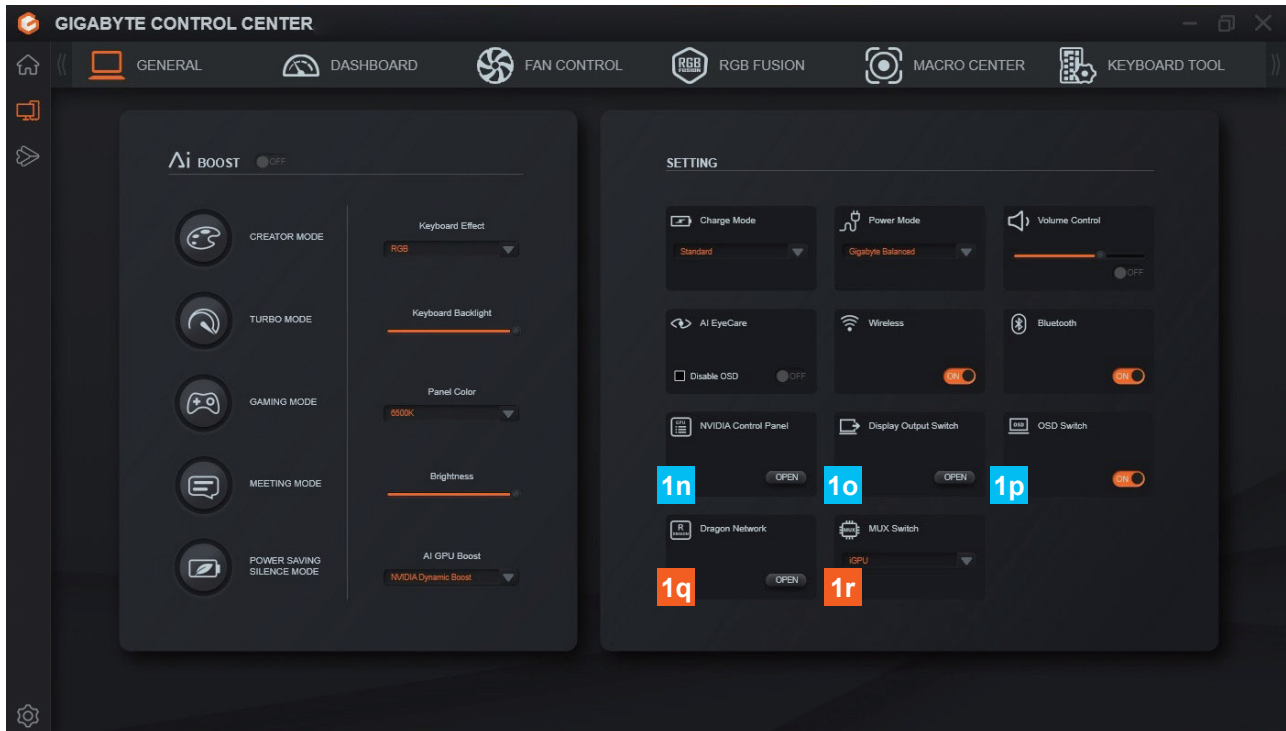 GIGABYTE CONTROL CENTER
GENERAL
DASHBOARD
FAN CONTROL
RGB FUSION
RGB FUSION
MACRO CENTER
KEYBOARD TOOL
Ai BOOST
OFF
CREATOR MODE
TURBO MODE
GAMING MODE
MEETING MODE
POWER SAVING
SILENCE MODE
Keyboard Effect
RGB
Keyboard Backlight
Panel Color
6500K
Brightness
AI GPU Boost
NVIDIA Dynamic Boost
SETTING
Charge Mode
Standard
Power Mode
Gigabyte Balanced
Volume Control
OFF
AI EyeCare
Disable OSD
OFF
Wireless
ON
Bluetooth
ON
GPU
NVIDIA Control Panel
1n
OPEN
Display Output Switch
1o
OPEN
OSD
OSD Switch
1p
ON
R
DRAGON
Dragon Network
1q
OPEN
MUX
MUX Switch
iGPU
1r